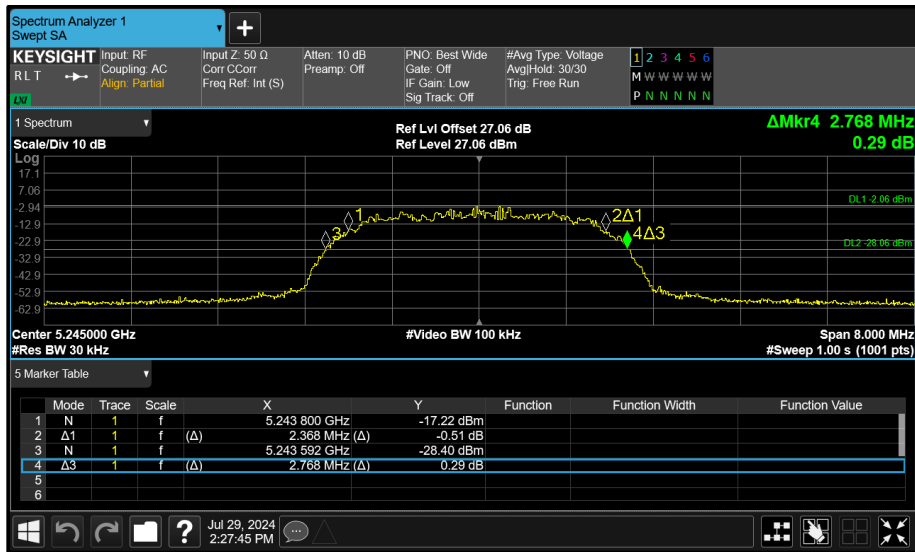 Spectrum Analyzer 1
Swept SA
KEYSIGHT Input: RF Input Z: 50 Ω Atten: 10 dB PNO: Best Wide #Avg Type: Voltage 1 2 3 4 5 6
RLT Coupling: AC Corr CCorr Preamp: Off Gate: Off Avg|Hold: 30/30 M W W W W W
Align: Partial Freq Ref: Int (S) IF Gain: Low Trig: Free Run
LXI Sig Track: Off P N N N N N
1 Spectrum Ref Lvl Offset 27.06 dB ΔMkr4 2.768 MHz
Scale/Div 10 dB Ref Level 27.06 dBm 0.29 dB
Log
17.1
7.06
DL1 -2.06 dBm
-2.94
1 2Δ1
-12.9
3 4Δ3
-22.9
DL2 -28.06 dBm
-32.9
-42.9
-52.9
-62.9
Center 5.245000 GHz #Video BW 100 kHz Span 8.000 MHz
#Res BW 30 kHz #Sweep 1.00 s (1001 pts)
5 Marker Table
Mode Trace Scale X Y Function Function Width Function Value
1 N 1 f 5.243 800 GHz -17.22 dBm
2 Δ1 1 f (Δ) 2.368 MHz (Δ) -0.51 dB
3 N 1 f 5.243 592 GHz -28.40 dBm
4 Δ3 1 f (Δ) 2.768 MHz (Δ) 0.29 dB
5
6
? Jul 29, 2024
2:27:45 PM